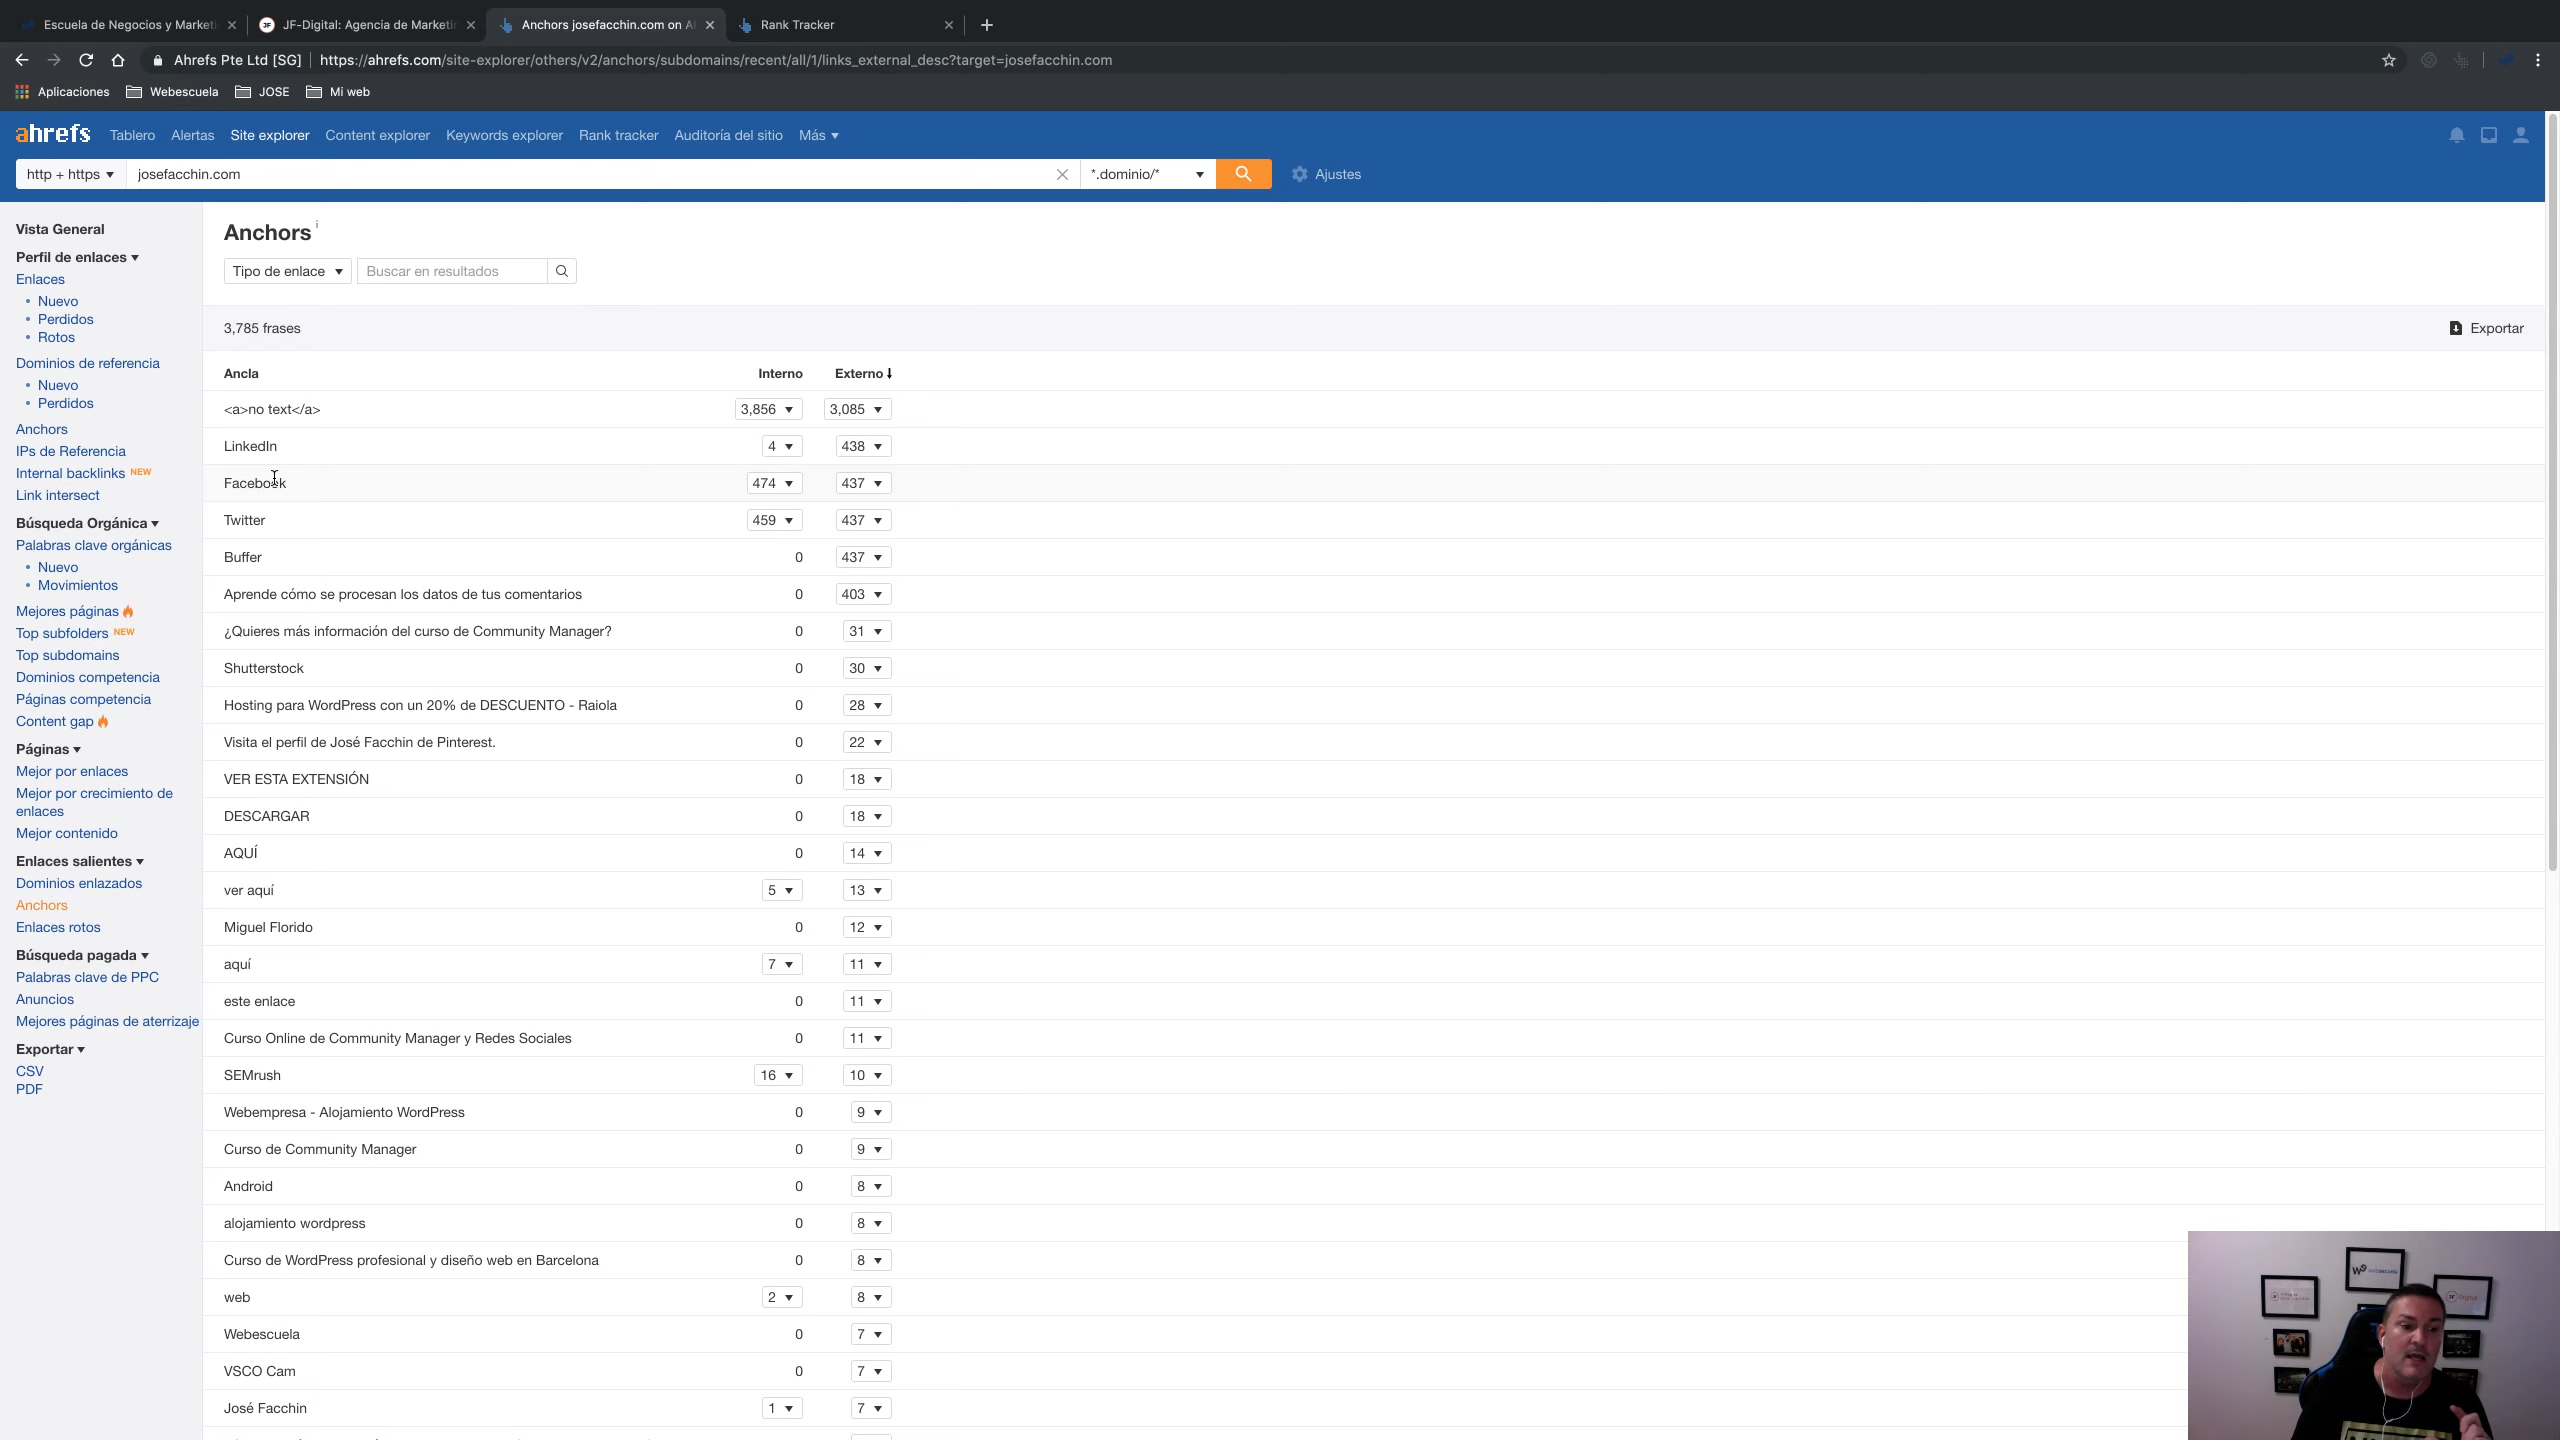 Escuela de Negocios y Marketi
JF-Digital: Agencia de Marketin
Anchors josefacchin.com on A
Rank Tracker
Ahrefs Pte Ltd [SG]
https://ahrefs.com/site-explorer/others/v2/anchors/subdomains/recent/all/1/links_external_desc?target=josefacchin.com
Aplicaciones Webescuela JOSE Mi web
ahrefs Tablero Alertas Site explorer Content explorer Keywords explorer Rank tracker Auditoría del sitio Más
http + https josefacchin.com *.dominio/* Ajustes
Vista General
Perfil de enlaces
Enlaces
• Nuevo
• Perdidos
• Rotos
Dominios de referencia
• Nuevo
• Perdidos
Anchors
IPs de Referencia
Internal backlinks NEW
Link intersect
Búsqueda Orgánica
Palabras clave orgánicas
• Nuevo
• Movimientos
Mejores páginas
Top subfolders NEW
Top subdomains
Dominios competencia
Páginas competencia
Content gap
Páginas
Mejor por enlaces
Mejor por crecimiento de
enlaces
Mejor contenido
Enlaces salientes
Dominios enlazados
Anchors
Enlaces rotos
Búsqueda pagada
Palabras clave de PPC
Anuncios
Mejores páginas de aterrizaje
Exportar
CSV
PDF
Anchors i
Tipo de enlace Buscar en resultados
3,785 frases Exportar
Ancla Interno Externo
<a>no text</a> 3,856 3,085
LinkedIn 4 438
Facebook 474 437
Twitter 459 437
Buffer 0 437
Aprende cómo se procesan los datos de tus comentarios 0 403
¿Quieres más información del curso de Community Manager? 0 31
Shutterstock 0 30
Hosting para WordPress con un 20% de DESCUENTO - Raiola 0 28
Visita el perfil de José Facchin de Pinterest. 0 22
VER ESTA EXTENSIÓN 0 18
DESCARGAR 0 18
AQUÍ 0 14
ver aquí 5 13
Miguel Florido 0 12
aquí 7 11
este enlace 0 11
Curso Online de Community Manager y Redes Sociales 0 11
SEMrush 16 10
Webempresa - Alojamiento WordPress 0 9
Curso de Community Manager 0 9
Android 0 8
alojamiento wordpress 0 8
Curso de WordPress profesional y diseño web en Barcelona 0 8
web 2 8
Webescuela 0 7
VSCO Cam 0 7
José Facchin 1 7
webescuela